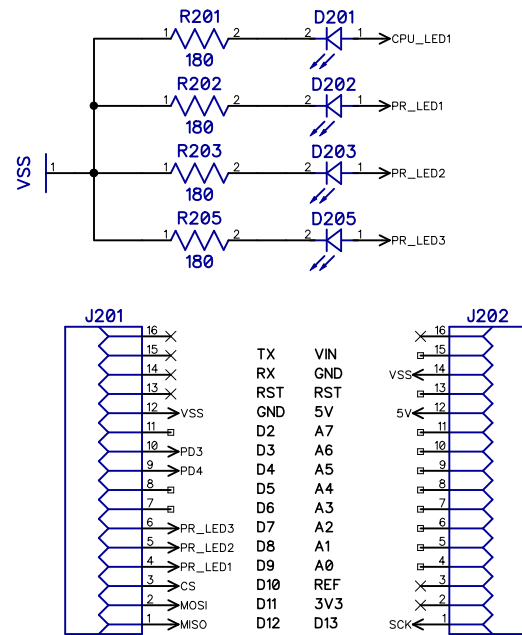 R201 D201
1 2 2 1 CPU_LED1
180
R202 D202
1 2 2 1 PR_LED1
180
R203 D203
VSS 1 1 2 2 1 PR_LED2
180
R205 D205
1 2 2 1 PR_LED3
180
J201 J202
16 16
15 TX VIN 15
14 RX GND VSS 14
13 RST RST 13
12 VSS GND 5V 5V 12
11 D2 A7 11
10 PD3 D3 A6 10
9 PD4 D4 A5 9
8 D5 A4 8
7 D6 A3 7
6 PR_LED3 D7 A2 6
5 PR_LED2 D8 A1 5
4 PR_LED1 D9 A0 4
3 CS D10 REF 3
2 MOSI D11 3V3 2
1 MISO D12 D13 SCK 1